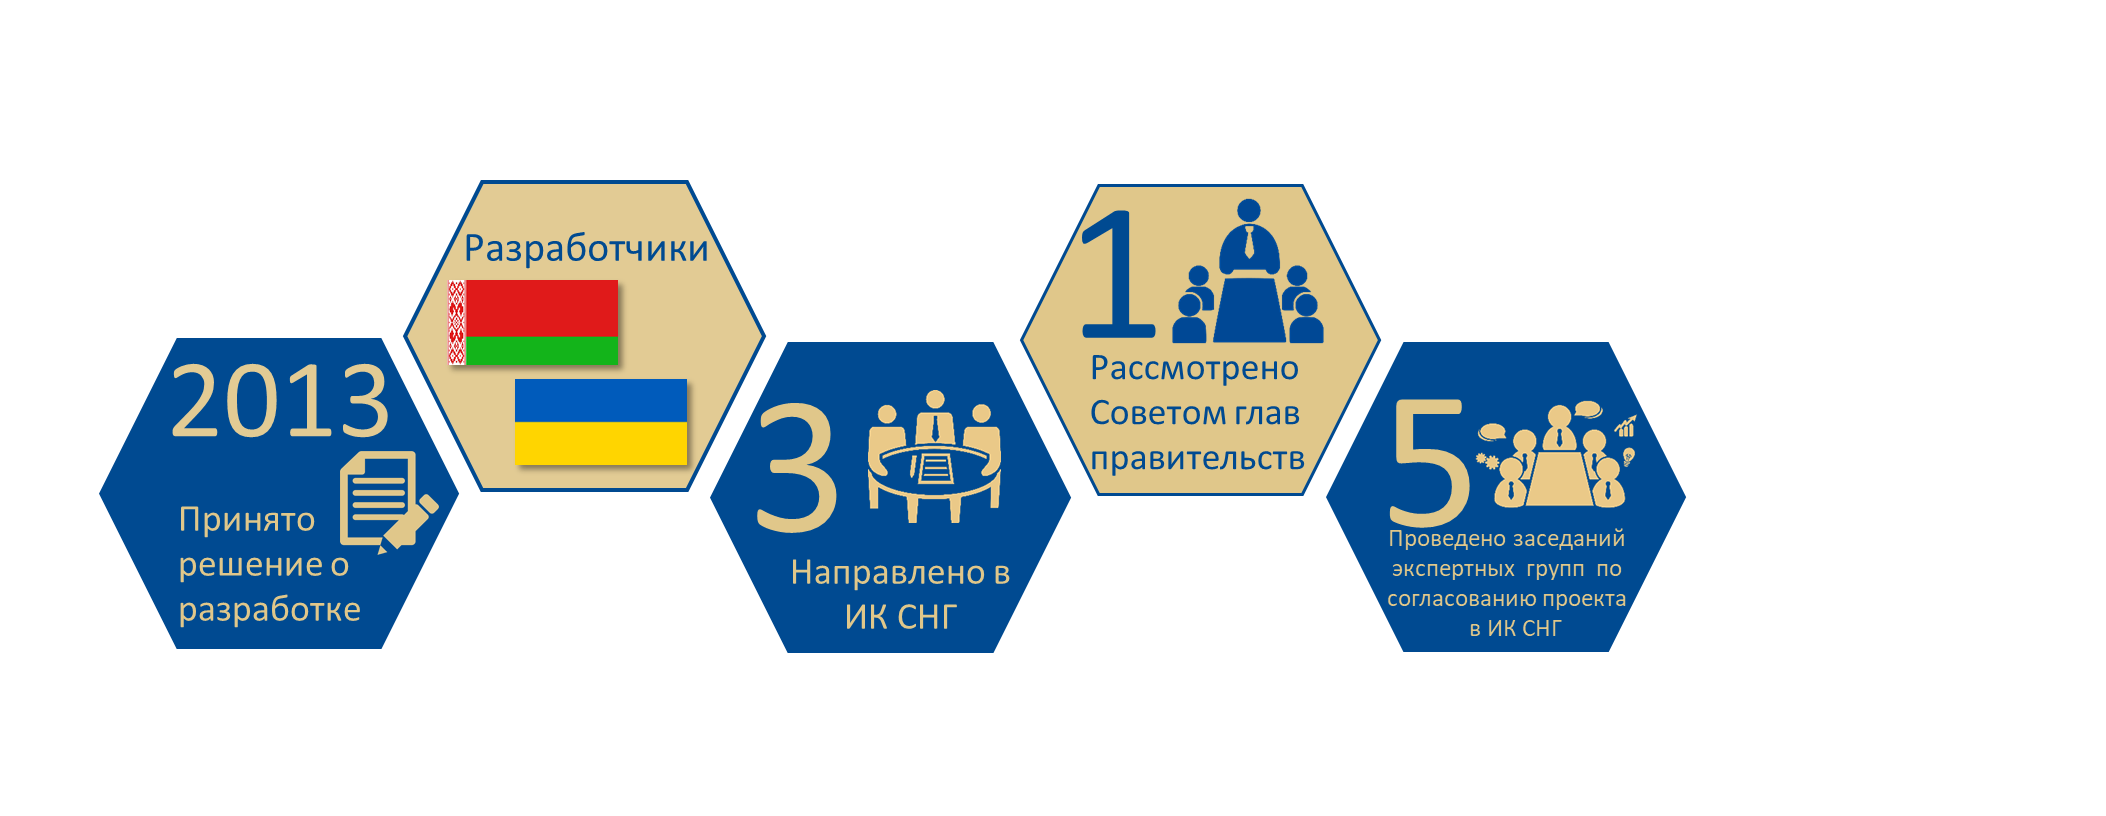 2013
Принято
решение о
разработке
Разработчики
3
Направлено в
ИК СНГ
1
Рассмотрено
Советом глав
правительств
5
Проведено заседаний
экспертных групп по
согласованию проекта
в ИК СНГ